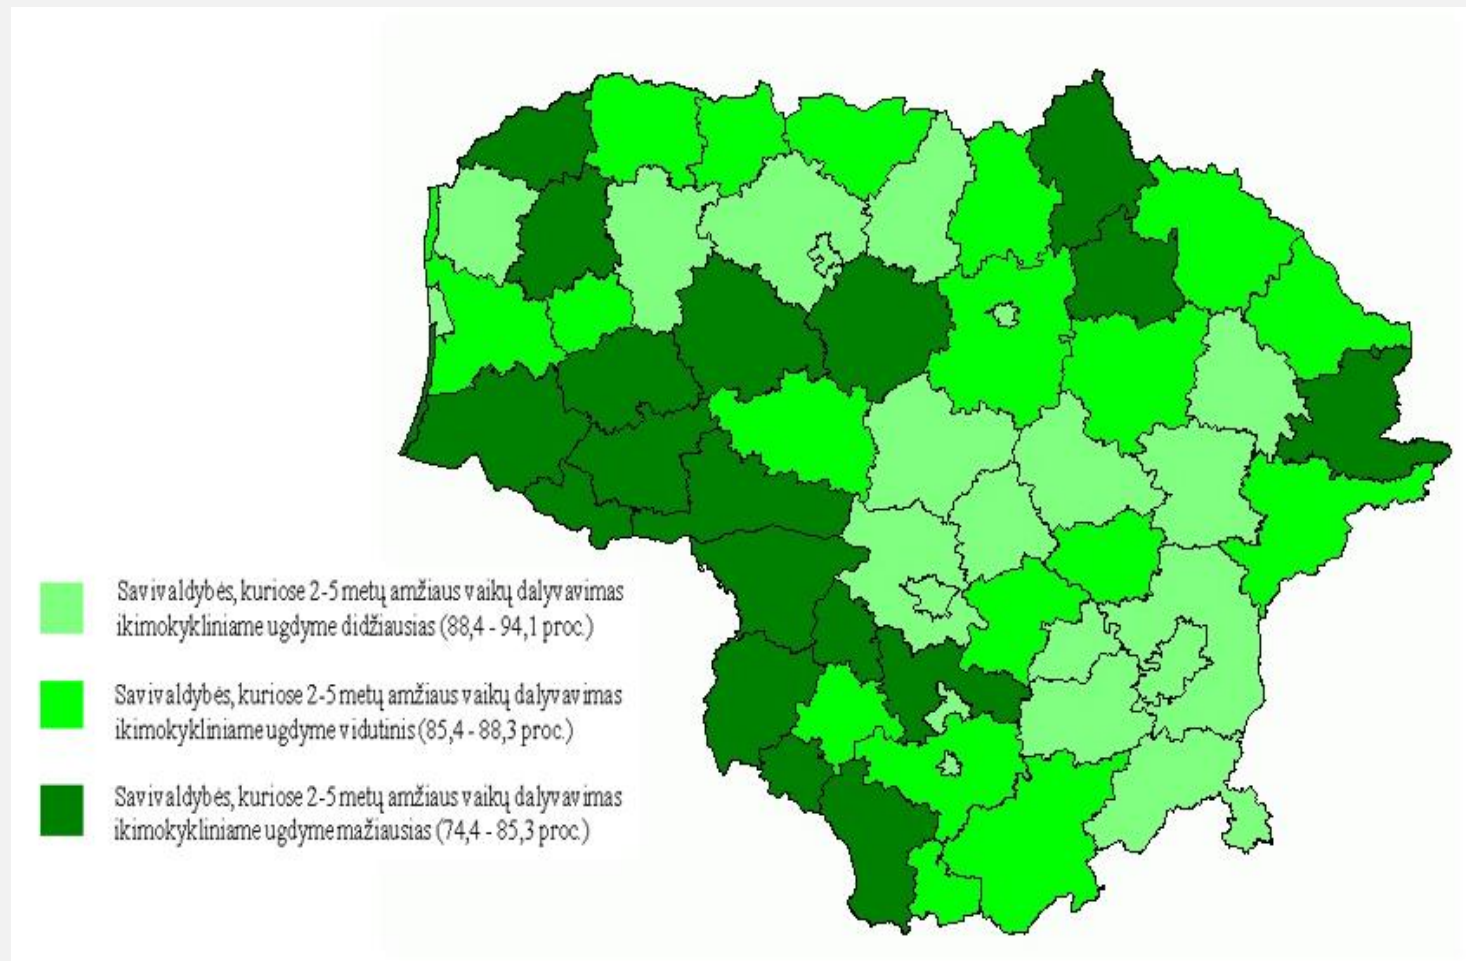 Savivaldybės, kuriose 2-5 metų amžiaus vaikų dalyvavimas
ikimokykliniame ugdyme didžiausias (88,4 - 94,1 proc.)
Savivaldybės, kuriose 2-5 metų amžiaus vaikų dalyvavimas
ikimokykliniame ugdyme vidutinis (85,4 - 88,3 proc.)
Savivaldybės, kuriose 2-5 metų amžiaus vaikų dalyvavimas
ikimokykliniame ugdyme mažiausias (74,4 - 85,3 proc.)